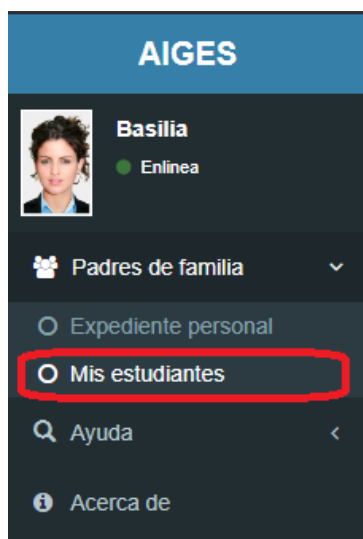 AIGES
Basilia
Enlinea
Padres de familia
Expediente personal
Mis estudiantes
Ayuda
Acerca de